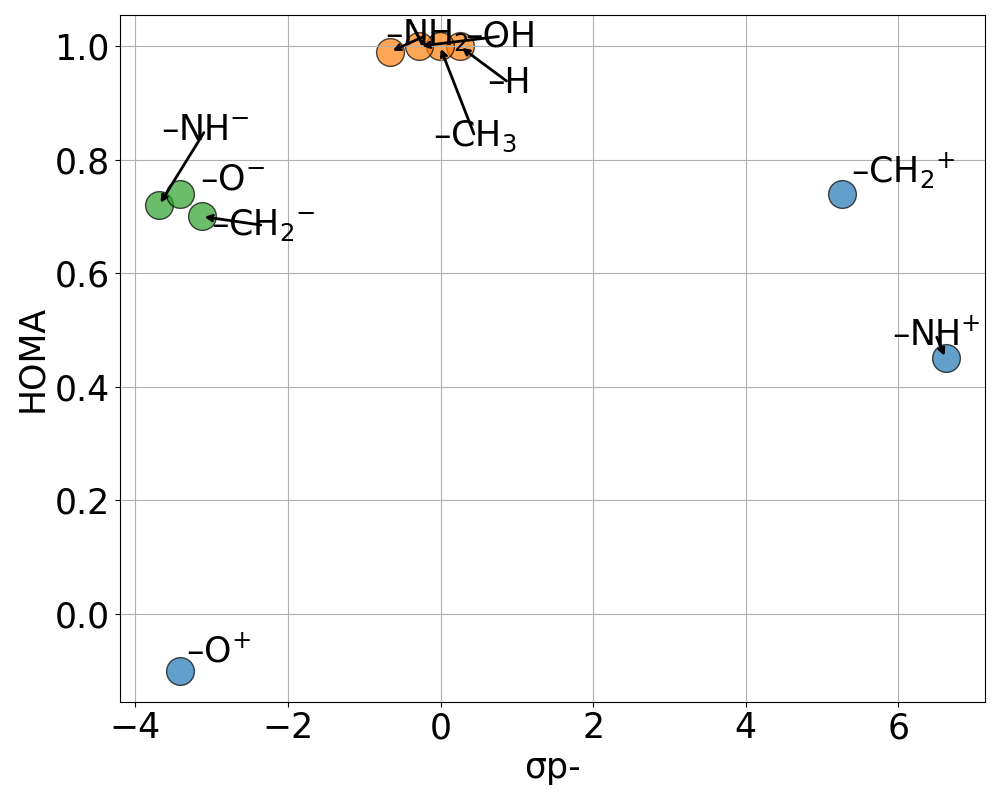 1.0
0.8
0.6
0.4
0.2
0.0
HOMA
–NH₂
–OH
–H
–CH₃
–NH⁻
–O⁻
–CH₂⁻
–CH₂⁺
–NH⁺
–O⁺
−4 −2 0 2 4 6
σp-